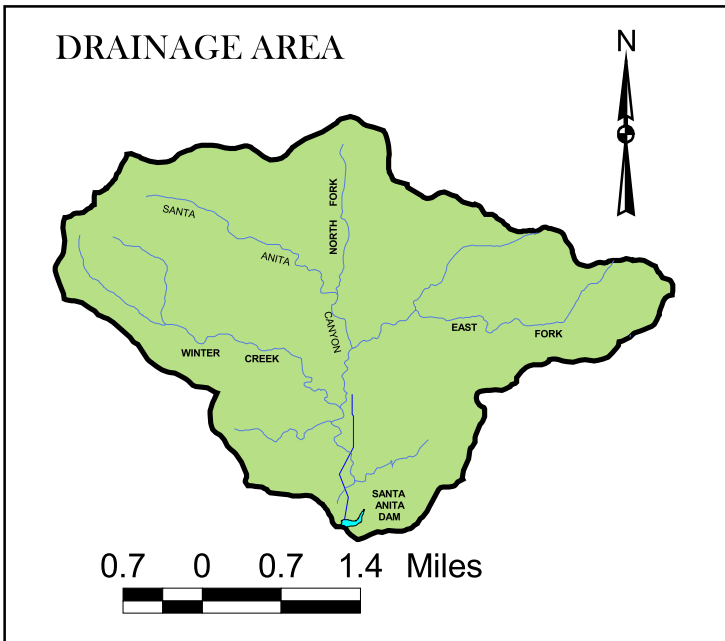 DRAINAGE AREA
N
NORTH FORK
SANTA
ANITA
CANYON
EAST
FORK
WINTER CREEK
SANTA
ANITA
DAM
0.7 0 0.7 1.4 Miles